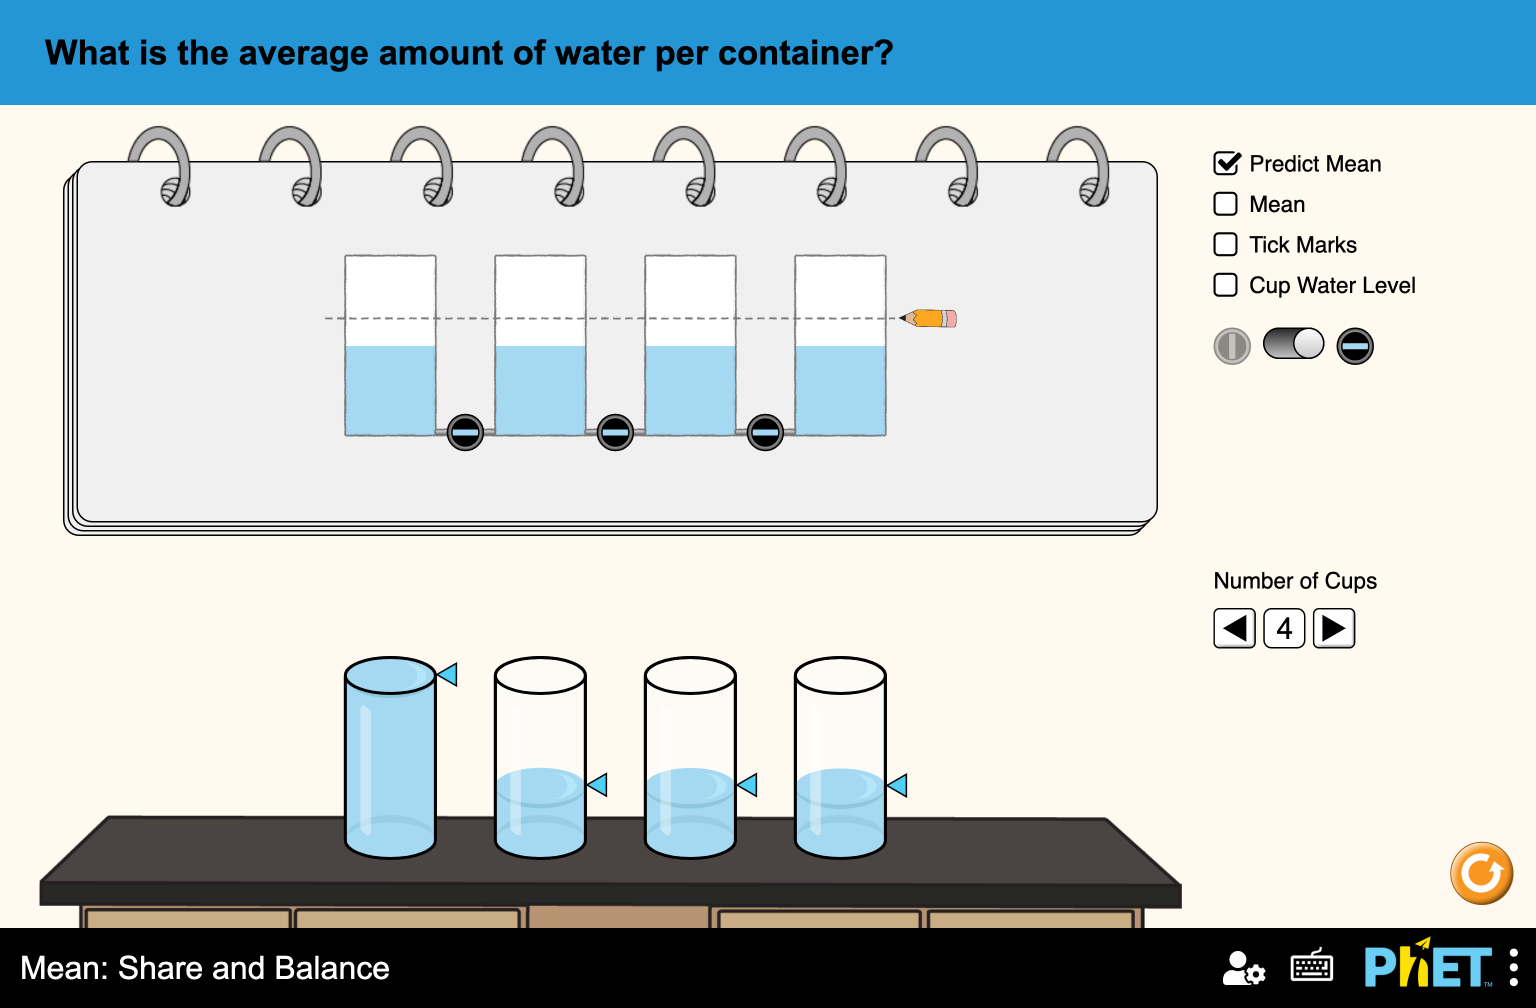 What is the average amount of water per container?
Predict Mean
Mean
Tick Marks
Cup Water Level
Number of Cups
4
Mean: Share and Balance
PhET™